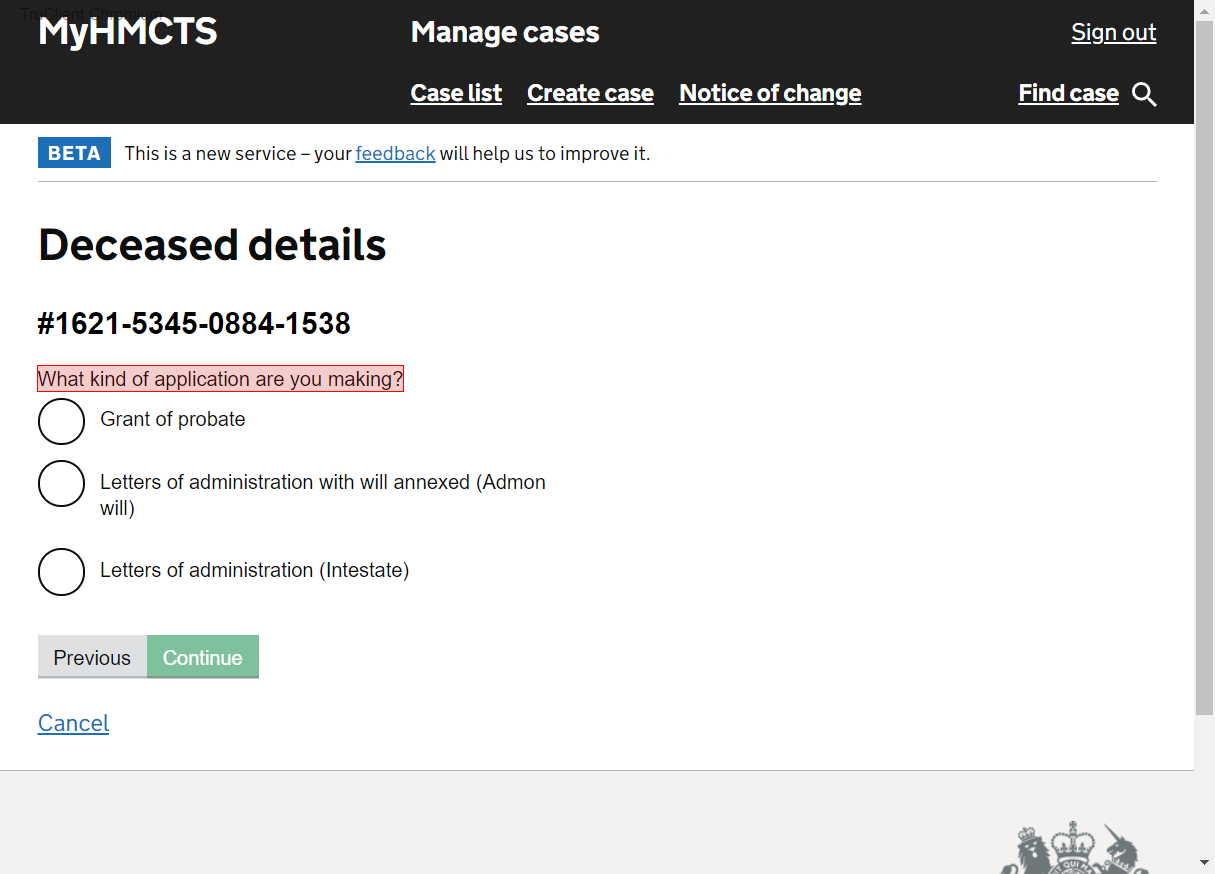 TruClient Chromium
MyHMCTS
Manage cases
Sign out
Case list
Create case
Notice of change
Find case
BETA
This is a new service – your feedback will help us to improve it.
Deceased details
#1621-5345-0884-1538
What kind of application are you making?
Grant of probate
Letters of administration with will annexed (Admon
will)
Letters of administration (Intestate)
Previous
Continue
Cancel